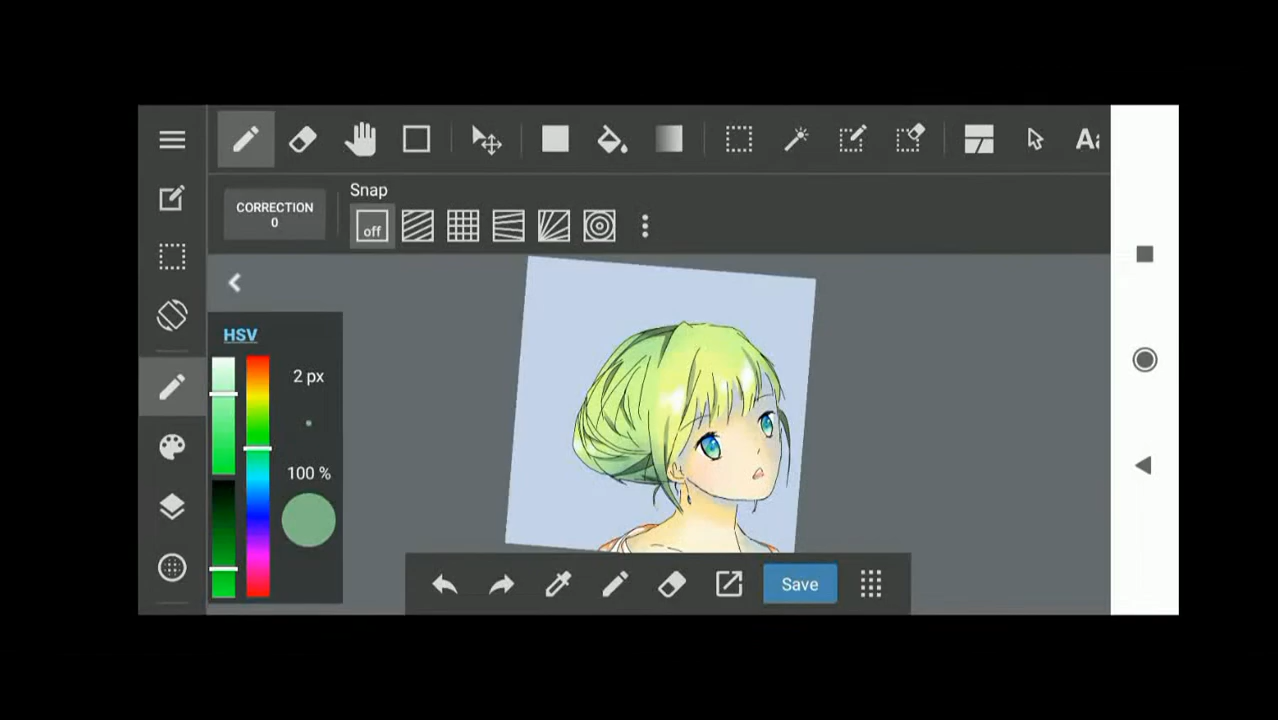 A
CORRECTION
0
Snap
off
HSV
2 px
100 %
Save